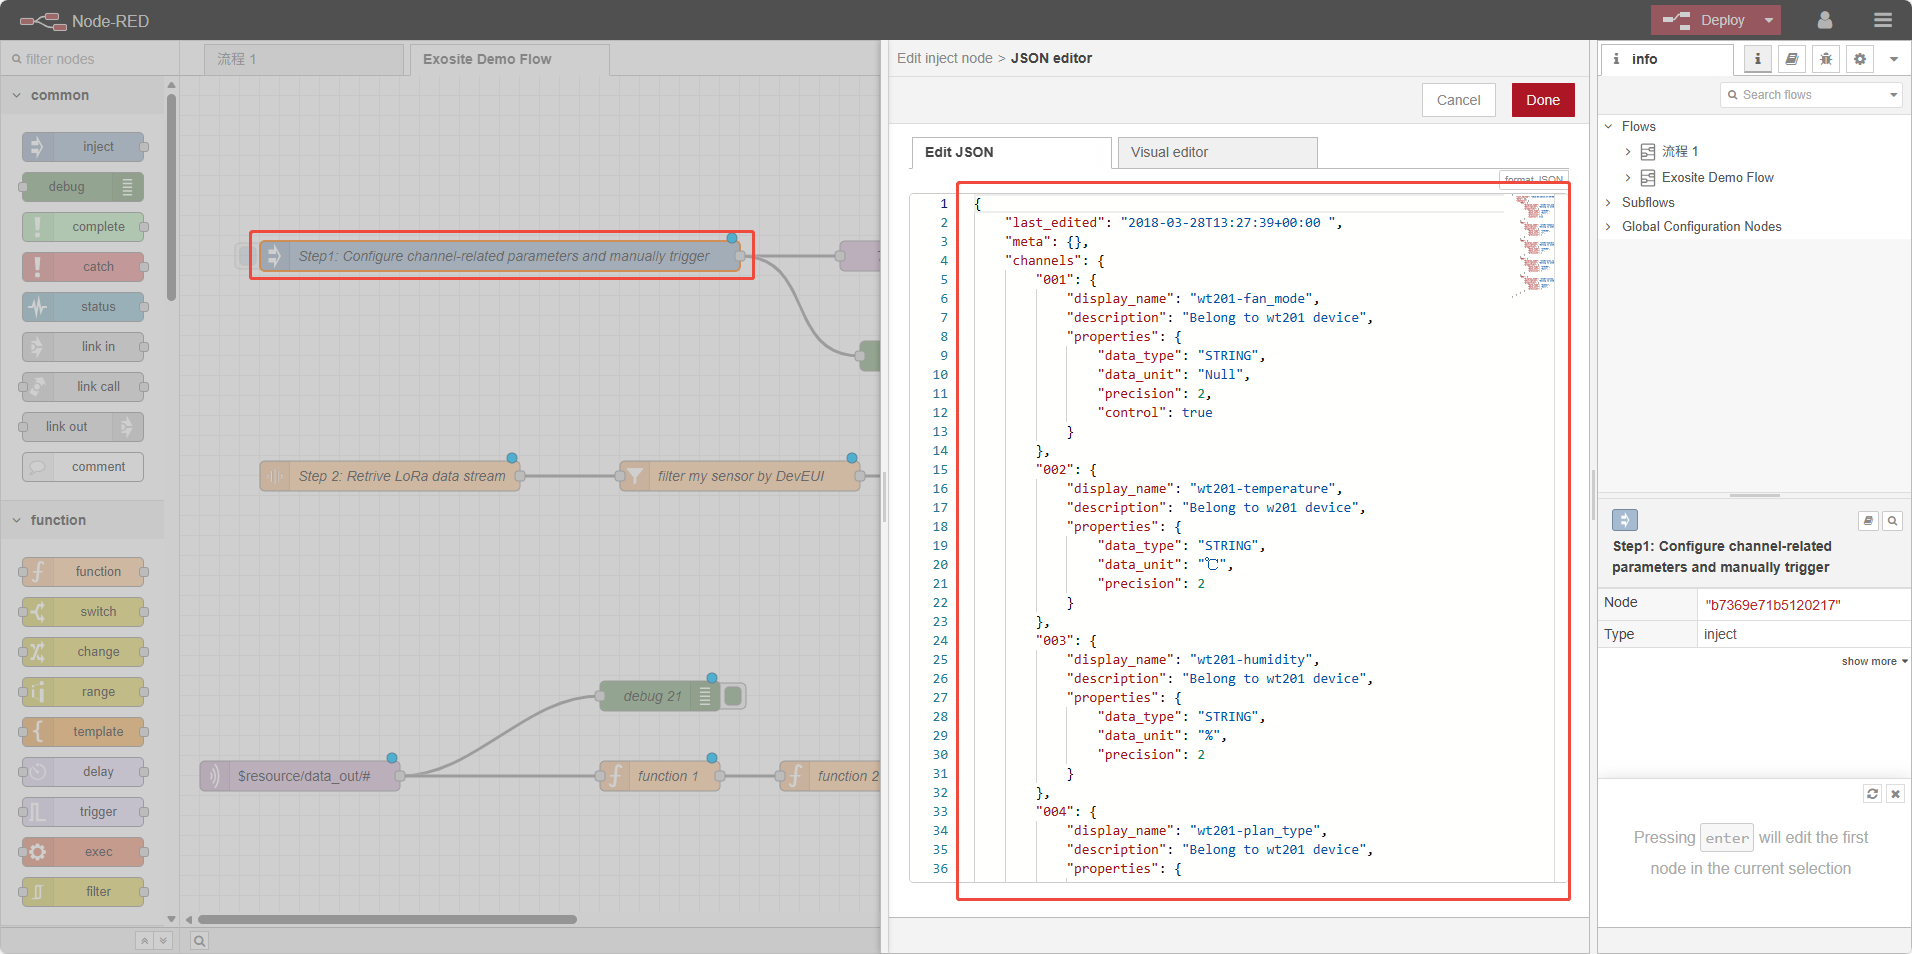 Node-RED
Deploy
filter nodes
流程 1
Exosite Demo Flow
common
inject
debug
complete
catch
status
link in
link call
link out
comment
function
function
switch
change
range
template
delay
trigger
exec
filter
Step1: Configure channel-related parameters and manually trigger
Step 2: Retrive LoRa data stream
filter my sensor by DevEUI
debug 21
$resource/data_out/#
function 1
function 2
Edit inject node > JSON editor
Cancel
Done
Edit JSON
Visual editor
format JSON
1 {
2 "last_edited": "2018-03-28T13:27:39+00:00 ",
3 "meta": {},
4 "channels": {
5 "001": {
6 "display_name": "wt201-fan_mode",
7 "description": "Belong to wt201 device",
8 "properties": {
9 "data_type": "STRING",
10 "data_unit": "Null",
11 "precision": 2,
12 "control": true
13 }
14 },
15 "002": {
16 "display_name": "wt201-temperature",
17 "description": "Belong to w201 device",
18 "properties": {
19 "data_type": "STRING",
20 "data_unit": "℃",
21 "precision": 2
22 }
23 },
24 "003": {
25 "display_name": "wt201-humidity",
26 "description": "Belong to wt201 device",
27 "properties": {
28 "data_type": "STRING",
29 "data_unit": "%",
30 "precision": 2
31 }
32 },
33 "004": {
34 "display_name": "wt201-plan_type",
35 "description": "Belong to wt201 device",
36 "properties": {
info
Search flows
Flows
流程 1
Exosite Demo Flow
Subflows
Global Configuration Nodes
Step1: Configure channel-related
parameters and manually trigger
Node "b7369e71b5120217"
Type inject
show more
Pressing enter will edit the first
node in the current selection